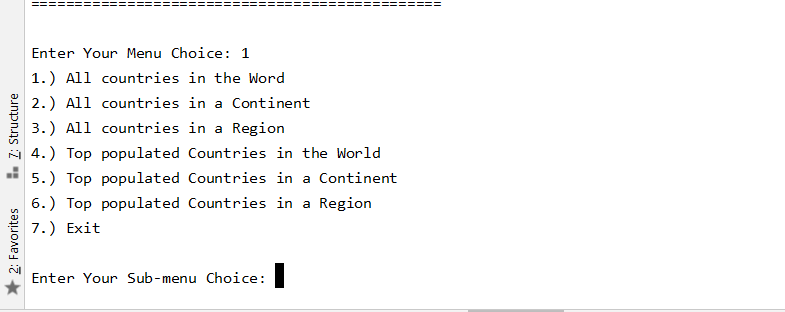 ================================================
Enter Your Menu Choice: 1
1.) All countries in the Word
2.) All countries in a Continent
3.) All countries in a Region
4.) Top populated Countries in the World
5.) Top populated Countries in a Continent
6.) Top populated Countries in a Region
7.) Exit
Enter Your Sub-menu Choice:
7: Structure
2: Favorites